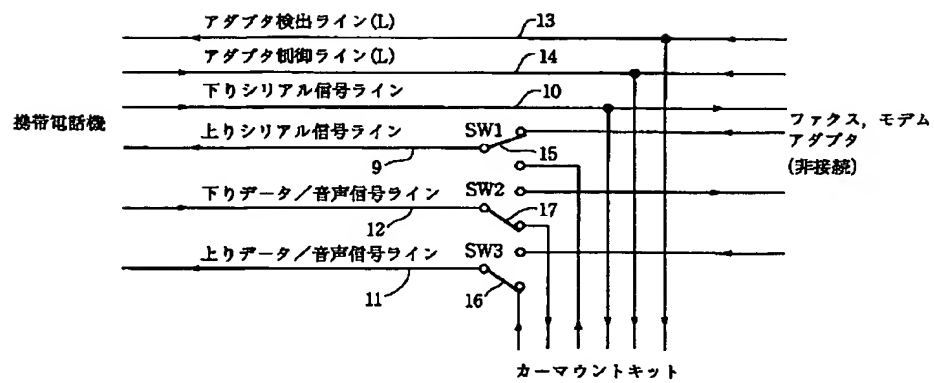 アダプタ検出ライン(L)
13
アダプタ制御ライン(L)
14
下りシリアル信号ライン
10
携帯電話機
上りシリアル信号ライン
SW1
ファクス，モデム
アダプタ
(非接続)
9
15
下りデータ／音声信号ライン
SW2
12
17
上りデータ／音声信号ライン
SW3
11
16
カーマウントキット